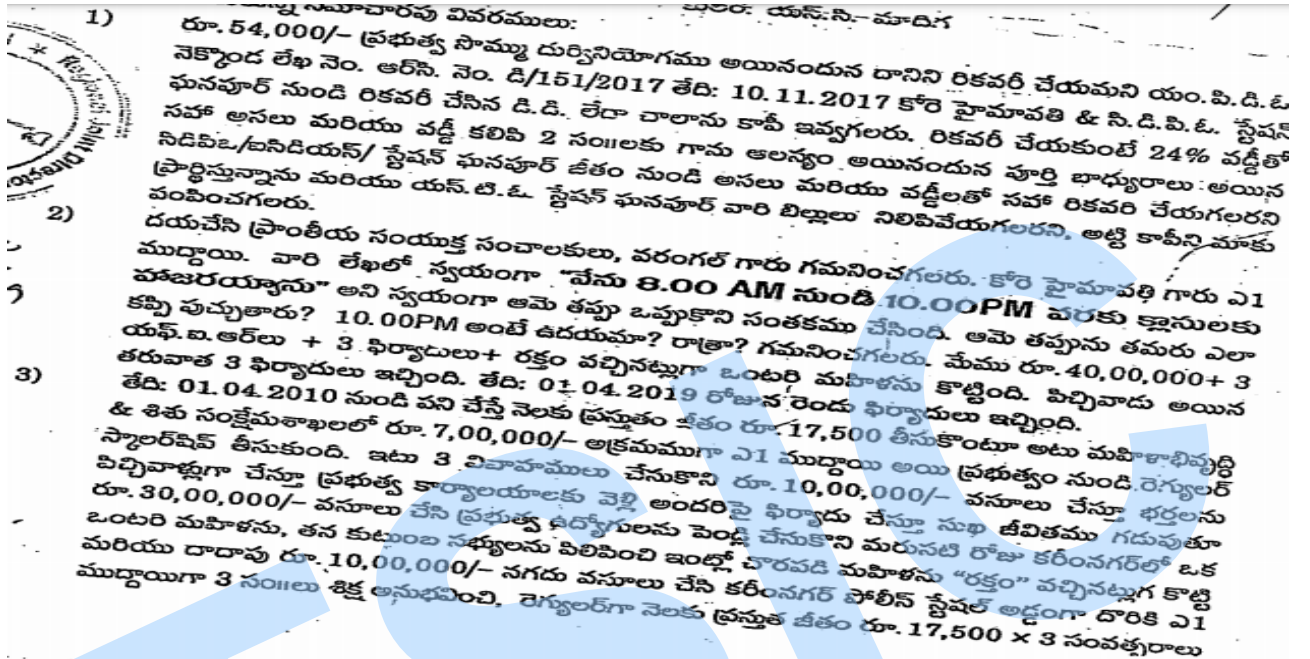 సమాచారపు వివరములు: యస్.సి.– మాదిగ
1) రూ.54,000/– ప్రభుత్వ సొమ్ము దుర్వినియోగము అయినందున దానిని రికవరీ చేయమని యం.పి.డి.ఓ
నెక్కొండ లేఖ నెం. ఆర్‌సి. నెం. డి/151/2017 తేది: 10.11.2017 కోరె హైమావతి & సి.డి.పి.ఓ. స్టేషన్
ఘనపూర్ నుండి రికవరీ చేసిన డి.డి. లేదా చాలాను కాపీ ఇవ్వగలరు. రికవరీ చేయకుంటే 24% వడ్డీతో
సహా అసలు మరియు వడ్డీ కలిపి 2 సం॥లకు గాను ఆలస్యం అయినందున పూర్తి బాధ్యురాలు అయిన
సిడిపిఒ/ఐసిడియస్/ స్టేషన్ ఘనపూర్ జీతం నుండి అసలు మరియు వడ్డీలతో సహా రికవరి చేయగలరని
ప్రార్థిస్తున్నాను మరియు యస్.టి.ఓ. స్టేషన్ ఘనపూర్ వారి బిల్లులు నిలిపివేయగలరని, అట్టి కాపీని మాకు
పంపించగలరు.
2) దయచేసి ప్రాంతీయ సంయుక్త సంచాలకులు, వరంగల్ గారు గమనించగలరు. కోరె హైమావతి గారు ఎ1
ముద్దాయి. వారి లేఖలో స్వయంగా "నేను 8.00 AM నుండి 10.00PM వరకు క్లాసులకు
హాజరయ్యాను" అని స్వయంగా ఆమె తప్పు ఒప్పుకొని సంతకము చేసింది. ఆమె తప్పును తమరు ఎలా
కప్పి పుచ్చుతారు? 10.00PM అంటే ఉదయమా? రాత్రా? గమనించగలరు. మేము రూ.40,00,000+ 3
యఫ్.ఐ.ఆర్‌లు + 3 ఫిర్యాదులు+ రక్తం వచ్చినట్లుగా ఒంటరి మహిళను కొట్టింది. పిచ్చివాడు అయిన
తరువాత 3 ఫిర్యాదులు ఇచ్చింది. తేది: 01.04.2019 రోజున రెండు ఫిర్యాదులు ఇచ్చింది.
3) తేది: 01.04.2010 నుండి పని చేస్తే నెలకు ప్రస్తుతం జీతం రూ.17,500 తీసుకొంటూ అటు మహిళాభివృద్ధి
& శిశు సంక్షేమశాఖలలో రూ.7,00,000/– అక్రమముగా ఎ1 ముద్దాయి అయి ప్రభుత్వం నుండి రెగ్యులర్
స్కాలర్‌షిప్ తీసుకుంది. ఇటు 3 వివాహములు చేసుకొని రూ.10,00,000/– వసూలు చేస్తూ భర్తలను
పిచ్చివాళ్లుగా చేస్తూ ప్రభుత్వ కార్యాలయాలకు వెళ్లి అందరిపై ఫిర్యాదు చేస్తూ సుఖ జీవితము గడుపుతూ
రూ.30,00,000/– వసూలు చేసి ప్రభుత్వ ఉద్యోగులను పెండ్లి చేసుకొని మరుసటి రోజు కరీంనగర్‌లో ఒక
ఒంటరి మహిళను, తన కుటుంబ సభ్యులను పిలిపించి ఇంట్లో చొరపడి మహిళను "రక్తం" వచ్చినట్లుగ కొట్టి
మరియు దాదాపు రూ.10,00,000/– నగదు వసూలు చేసి కరీంనగర్ పోలీస్ స్టేషల్ అడ్డంగా దొరికి ఎ1
ముద్దాయిగా 3 సం॥లు శిక్ష అనుభవించి, రెగ్యులర్‌గా నెలకు ప్రస్తుత జీతం రూ.17,500 × 3 సంవత్సరాలు